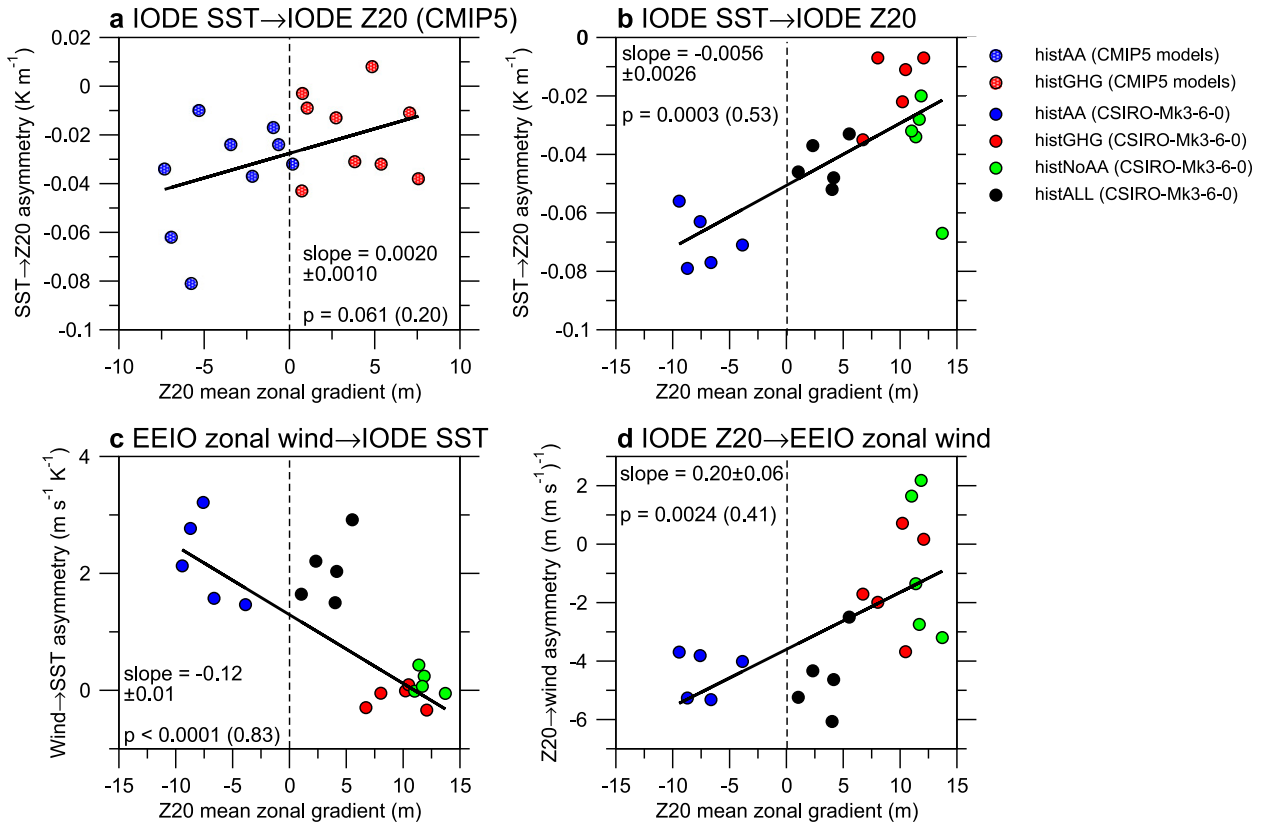 a IODE SST→IODE Z20 (CMIP5)
SST→Z20 asymmetry (K m⁻¹)
0.02
0
-0.02
-0.04
-0.06
-0.08
-0.1
slope = 0.0020
±0.0010
p = 0.061 (0.20)
-10
-5
0
5
10
Z20 mean zonal gradient (m)
b IODE SST→IODE Z20
SST→Z20 asymmetry (K m⁻¹)
0
-0.02
-0.04
-0.06
-0.08
-0.1
slope = -0.0056
±0.0026
p = 0.0003 (0.53)
-15
-10
-5
0
5
10
15
Z20 mean zonal gradient (m)
histAA (CMIP5 models)
histGHG (CMIP5 models)
histAA (CSIRO-Mk3-6-0)
histGHG (CSIRO-Mk3-6-0)
histNoAA (CSIRO-Mk3-6-0)
histALL (CSIRO-Mk3-6-0)
c EEIO zonal wind→IODE SST
Wind→SST asymmetry (m s⁻¹ K⁻¹)
4
2
0
slope = -0.12
±0.01
p < 0.0001 (0.83)
-15
-10
-5
0
5
10
15
Z20 mean zonal gradient (m)
d IODE Z20→EEIO zonal wind
Z20→wind asymmetry (m (m s⁻¹)⁻¹)
2
0
-2
-4
-6
slope = 0.20±0.06
p = 0.0024 (0.41)
-15
-10
-5
0
5
10
15
Z20 mean zonal gradient (m)